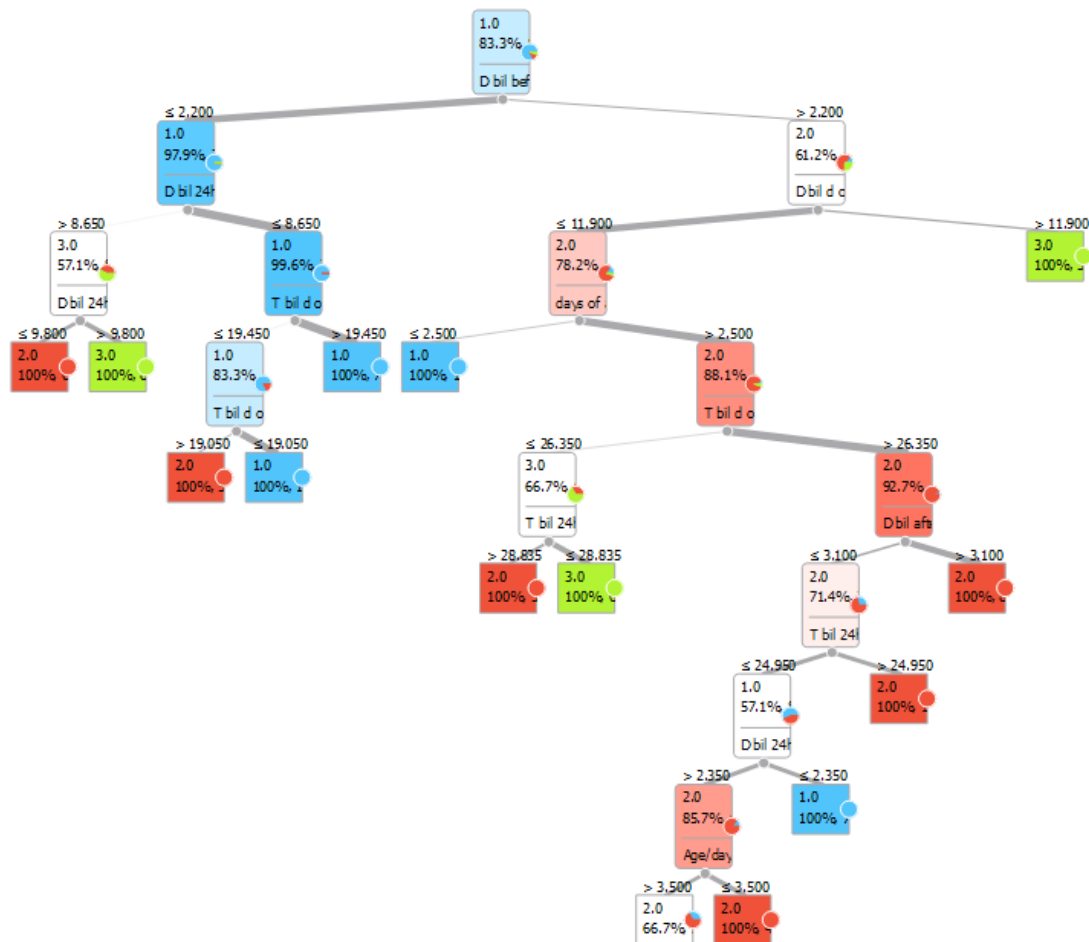 1.0
83.3%,
D bil bef
≤ 2.200 > 2.200
1.0 2.0
97.9%, 61.2%,
D bil 24h D bil d o
> 8.650 ≤ 8.650 ≤ 11.900 > 11.900
3.0 1.0 2.0 3.0
57.1%, 99.6%, 78.2%, 100%,
D bil 24h T bil d o days of
≤ 9.800 > 9.800 ≤ 19.450 > 19.450 ≤ 2.500 > 2.500
2.0 3.0 1.0 1.0 1.0 2.0
100%, 100%, 83.3%, 100%, 100%, 88.1%,
T bil d o T bil d o
> 19.050 ≤ 19.050 ≤ 26.350 > 26.350
2.0 1.0 3.0 2.0
100%, 100%, 66.7%, 92.7%,
T bil 24h D bil afte
> 28.835 ≤ 28.835 ≤ 3.100 > 3.100
2.0 3.0 2.0 2.0
100%, 100%, 71.4%, 100%,
T bil 24h
≤ 24.950 > 24.950
1.0 2.0
57.1%, 100%,
D bil 24h
> 2.350 ≤ 2.350
2.0 1.0
85.7%, 100%,
Age/day
> 3.500 ≤ 3.500
2.0 2.0
66.7%, 100%,